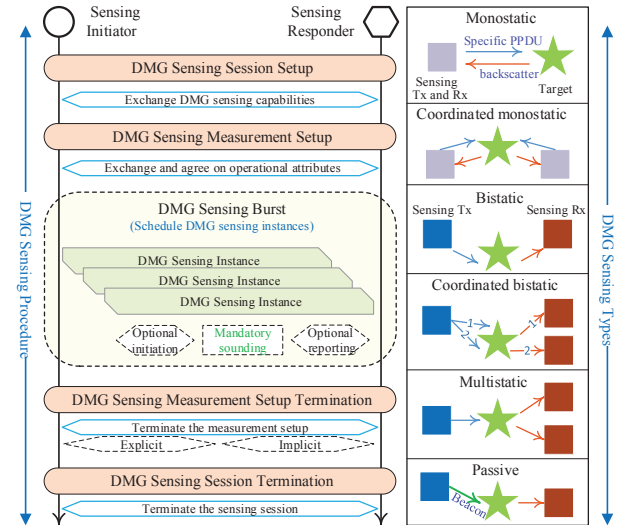 Sensing
Initiator
Sensing
Responder
DMG Sensing Session Setup
Exchange DMG sensing capabilities
DMG Sensing Measurement Setup
Exchange and agree on operational attributes
DMG Sensing Burst
(Schedule DMG sensing instances)
DMG Sensing Instance
DMG Sensing Instance
DMG Sensing Instance
Optional
initiation
Mandatory
sounding
Optional
reporting
DMG Sensing Measurement Setup Termination
Terminate the measurement setup
Explicit
Implicit
DMG Sensing Session Termination
Terminate the sensing session
DMG Sensing Procedure
Monostatic
Specific PPDU
backscatter
Sensing
Tx and Rx
Target
Coordinated monostatic
Bistatic
Sensing Tx
Sensing Rx
Coordinated bistatic
1
2
1
2
Multistatic
Passive
Beacon
DMG Sensing Types